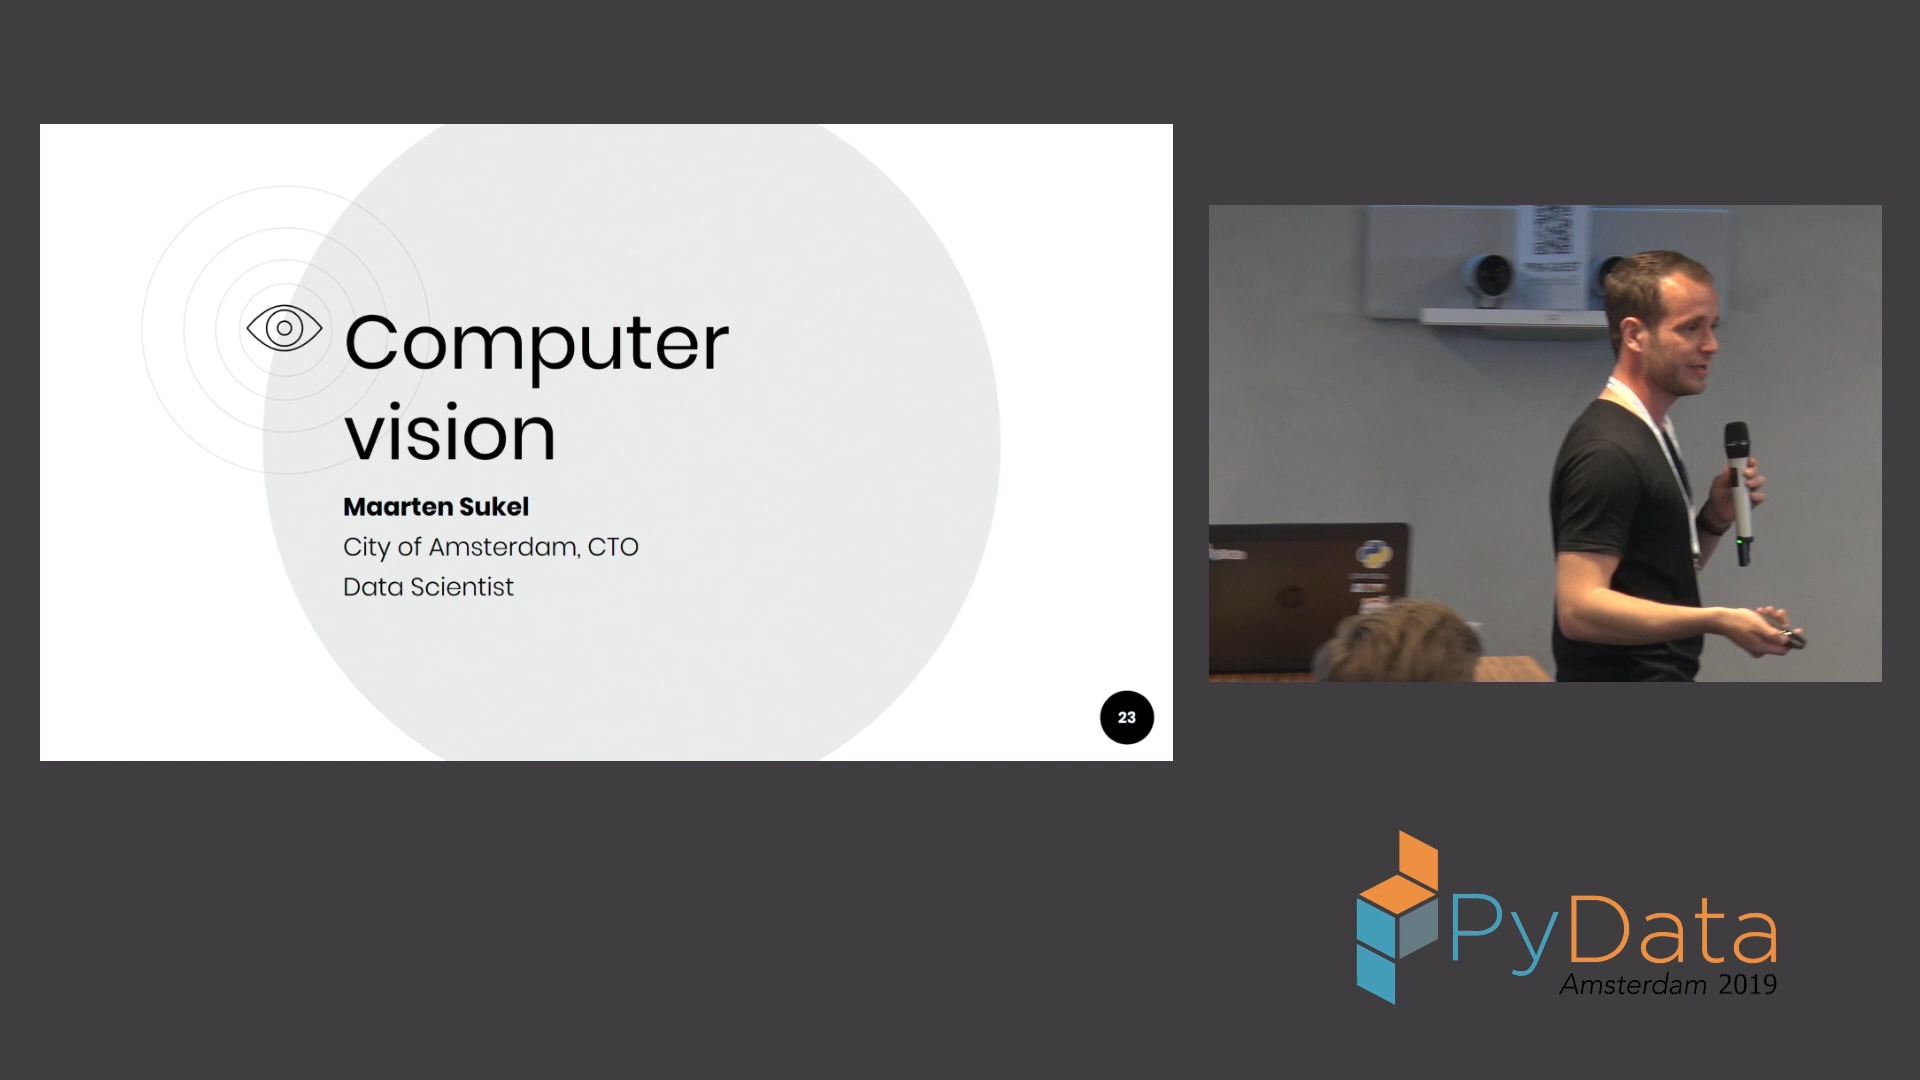 Computer
vision
Maarten Sukel
City of Amsterdam, CTO
Data Scientist
23
PyData
Amsterdam 2019